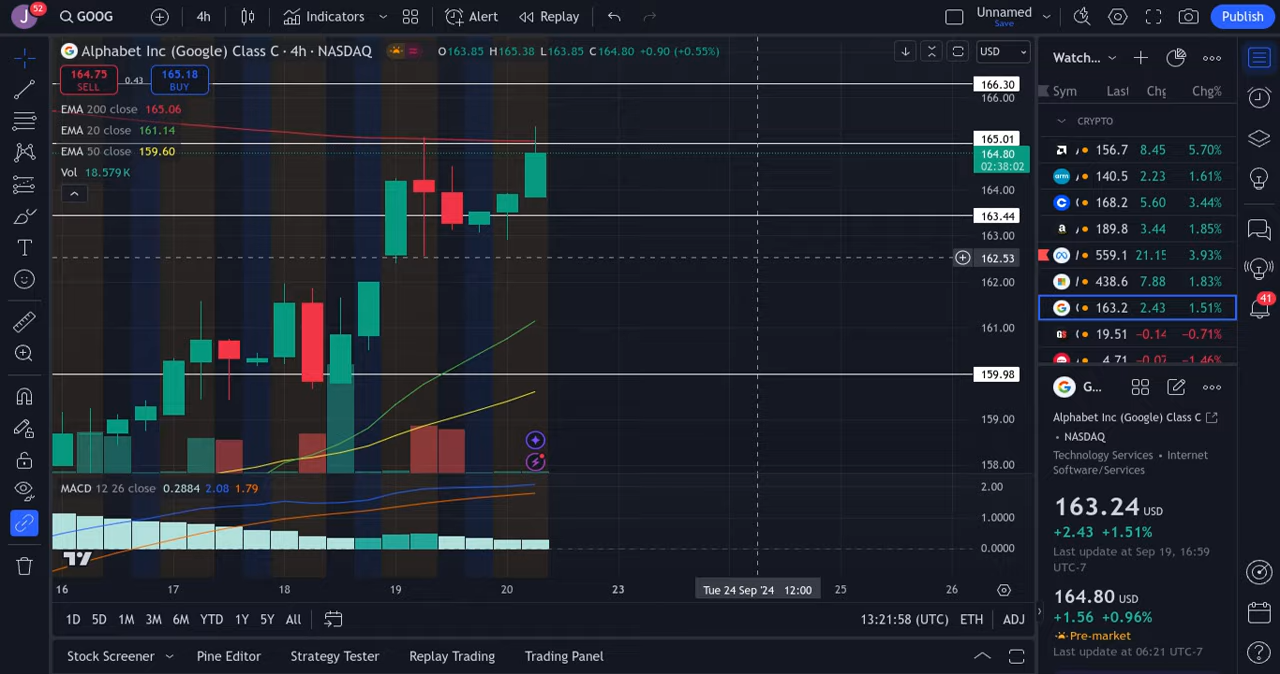 J 52 GOOG 4h Indicators Alert Replay Unnamed Save Publish
Alphabet Inc (Google) Class C · 4h · NASDAQ O163.85 H165.38 L163.85 C164.80 +0.90 (+0.55%) USD
164.75 SELL 0.43 165.18 BUY
EMA 200 close 165.06
EMA 20 close 161.14
EMA 50 close 159.60
Vol 18.579K
166.30
166.00
165.01
164.80
02:38:02
164.00
163.44
163.00
162.53
162.00
161.00
159.98
159.00
158.00
MACD 12 26 close 0.2884 2.08 1.79
2.00
1.0000
0.0000
16 17 18 19 20 23 Tue 24 Sep '24 12:00 25 26
1D 5D 1M 3M 6M YTD 1Y 5Y All 13:21:58 (UTC) ETH ADJ
Stock Screener Pine Editor Strategy Tester Replay Trading Trading Panel
Watch...
Sym Last Chg Chg%
CRYPTO
156.7 8.45 5.70%
arm 140.5 2.23 1.61%
168.2 5.60 3.44%
189.8 3.44 1.85%
559.1 21.15 3.93%
438.6 7.88 1.83%
163.2 2.43 1.51%
19.51 −0.14 −0.71%
4.71 −0.07 −1.46%
G...
Alphabet Inc (Google) Class C
• NASDAQ
Technology Services • Internet
Software/Services
163.24 USD
+2.43 +1.51%
Last update at Sep 19, 16:59
UTC-7
164.80 USD
+1.56 +0.96%
Pre-market
Last update at 06:21 UTC-7
41